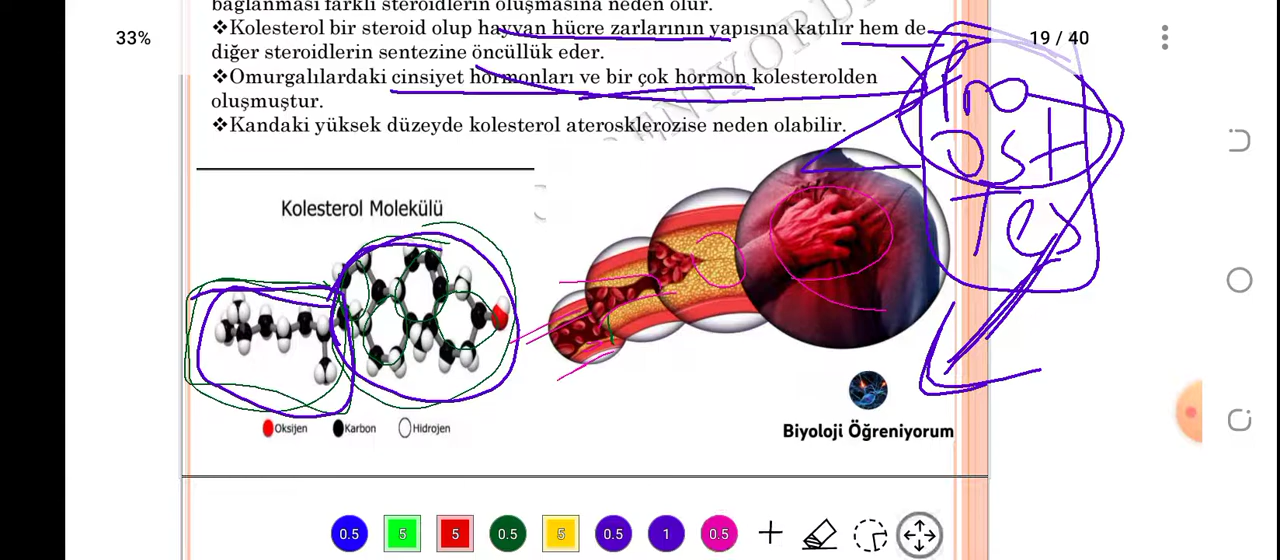 bağlanması farklı steroidlerin oluşmasına neden olur.
33%
❖Kolesterol bir steroid olup hayvan hücre zarlarının yapısına katılır hem de
19 / 40
diğer steroidlerin sentezine öncüllük eder.
❖Omurgalılardaki cinsiyet hormonları ve bir çok hormon kolesterolden
oluşmuştur.
❖Kandaki yüksek düzeyde kolesterol aterosklerozise neden olabilir.
Kolesterol Molekülü
Oksijen Karbon Hidrojen
Biyoloji Öğreniyorum
0.5 5 5 0.5 5 0.5 1 0.5